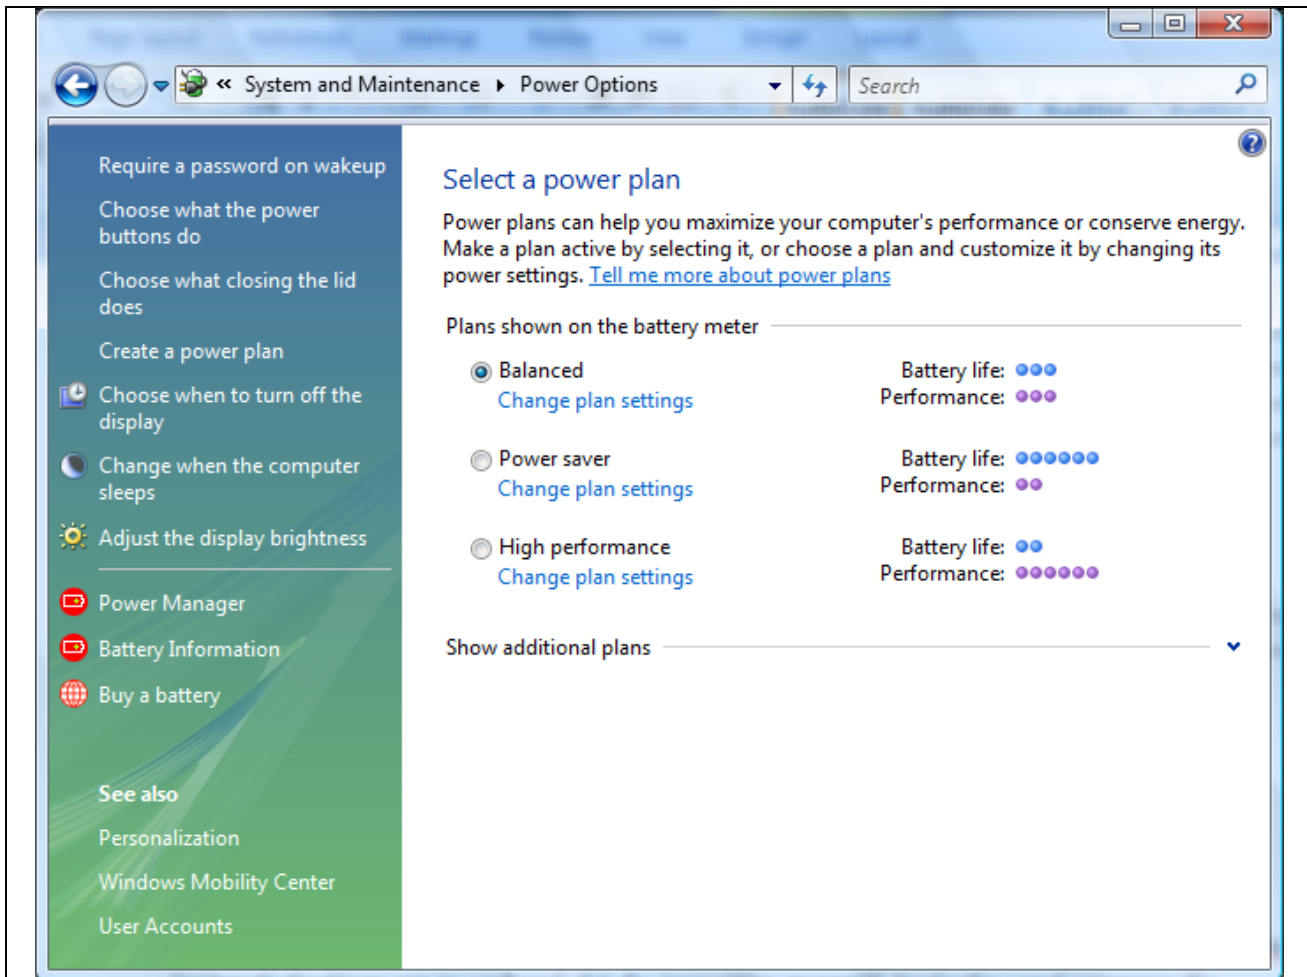 « System and Maintenance ▸ Power Options
Search
Require a password on wakeup
Choose what the power
buttons do
Choose what closing the lid
does
Create a power plan
Choose when to turn off the
display
Change when the computer
sleeps
Adjust the display brightness
Power Manager
Battery Information
Buy a battery
See also
Personalization
Windows Mobility Center
User Accounts
Select a power plan
Power plans can help you maximize your computer's performance or conserve energy.
Make a plan active by selecting it, or choose a plan and customize it by changing its
power settings. Tell me more about power plans
Plans shown on the battery meter
Balanced Battery life:
Change plan settings Performance:
Power saver Battery life:
Change plan settings Performance:
High performance Battery life:
Change plan settings Performance:
Show additional plans